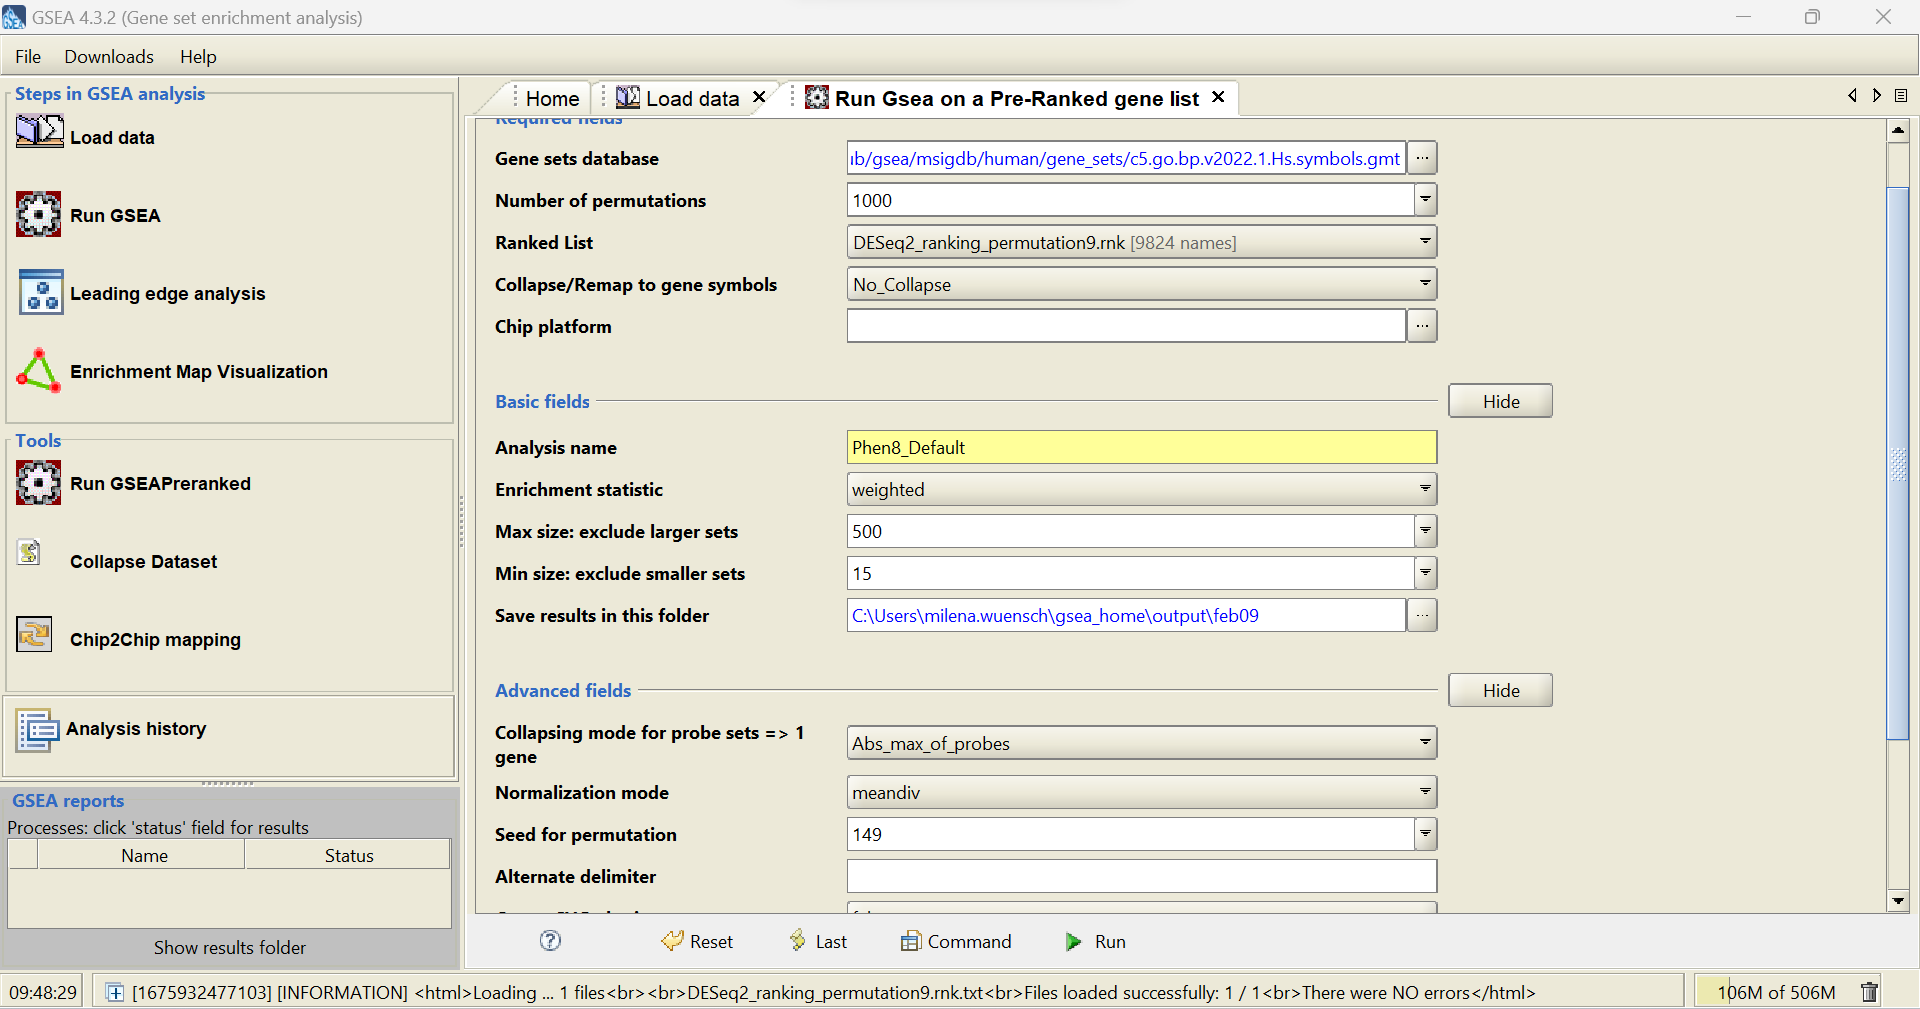 GSEA 4.3.2 (Gene set enrichment analysis)
File Downloads Help
Steps in GSEA analysis
Load data
Run GSEA
Leading edge analysis
Enrichment Map Visualization
Tools
Run GSEAPreranked
Collapse Dataset
Chip2Chip mapping
Analysis history
GSEA reports
Processes: click 'status' field for results
Name Status
Show results folder
Home Load data Run Gsea on a Pre-Ranked gene list
Required fields
Gene sets database ıb/gsea/msigdb/human/gene_sets/c5.go.bp.v2022.1.Hs.symbols.gmt ...
Number of permutations 1000
Ranked List DESeq2_ranking_permutation9.rnk [9824 names]
Collapse/Remap to gene symbols No_Collapse
Chip platform ...
Basic fields Hide
Analysis name Phen8_Default
Enrichment statistic weighted
Max size: exclude larger sets 500
Min size: exclude smaller sets 15
Save results in this folder C:\Users\milena.wuensch\gsea_home\output\feb09 ...
Advanced fields Hide
Collapsing mode for probe sets => 1
gene Abs_max_of_probes
Normalization mode meandiv
Seed for permutation 149
Alternate delimiter
? Reset Last Command Run
09:48:29 [1675932477103] [INFORMATION] <html>Loading ... 1 files<br><br>DESeq2_ranking_permutation9.rnk.txt<br>Files loaded successfully: 1 / 1<br>There were NO errors</html> 106M of 506M